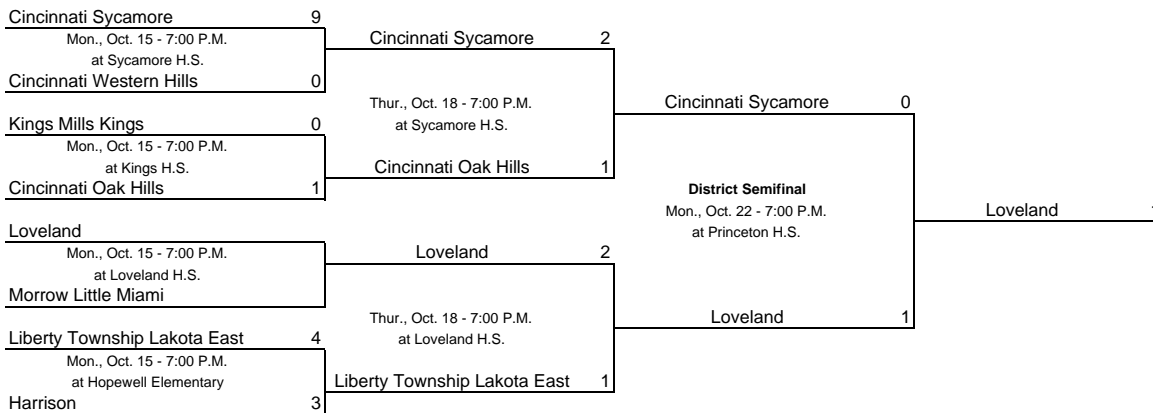 Cincinnati Sycamore 9
Mon., Oct. 15 - 7:00 P.M.
at Sycamore H.S.
Cincinnati Western Hills 0
Kings Mills Kings 0
Mon., Oct. 15 - 7:00 P.M.
at Kings H.S.
Cincinnati Oak Hills 1
Loveland
Mon., Oct. 15 - 7:00 P.M.
at Loveland H.S.
Morrow Little Miami
Liberty Township Lakota East 4
Mon., Oct. 15 - 7:00 P.M.
at Hopewell Elementary
Harrison 3
Cincinnati Sycamore 2
Thur., Oct. 18 - 7:00 P.M.
at Sycamore H.S.
Cincinnati Oak Hills 1
Loveland 2
Thur., Oct. 18 - 7:00 P.M.
at Loveland H.S.
Liberty Township Lakota East 1
Cincinnati Sycamore 0
District Semifinal
Mon., Oct. 22 - 7:00 P.M.
at Princeton H.S.
Loveland 1
Loveland